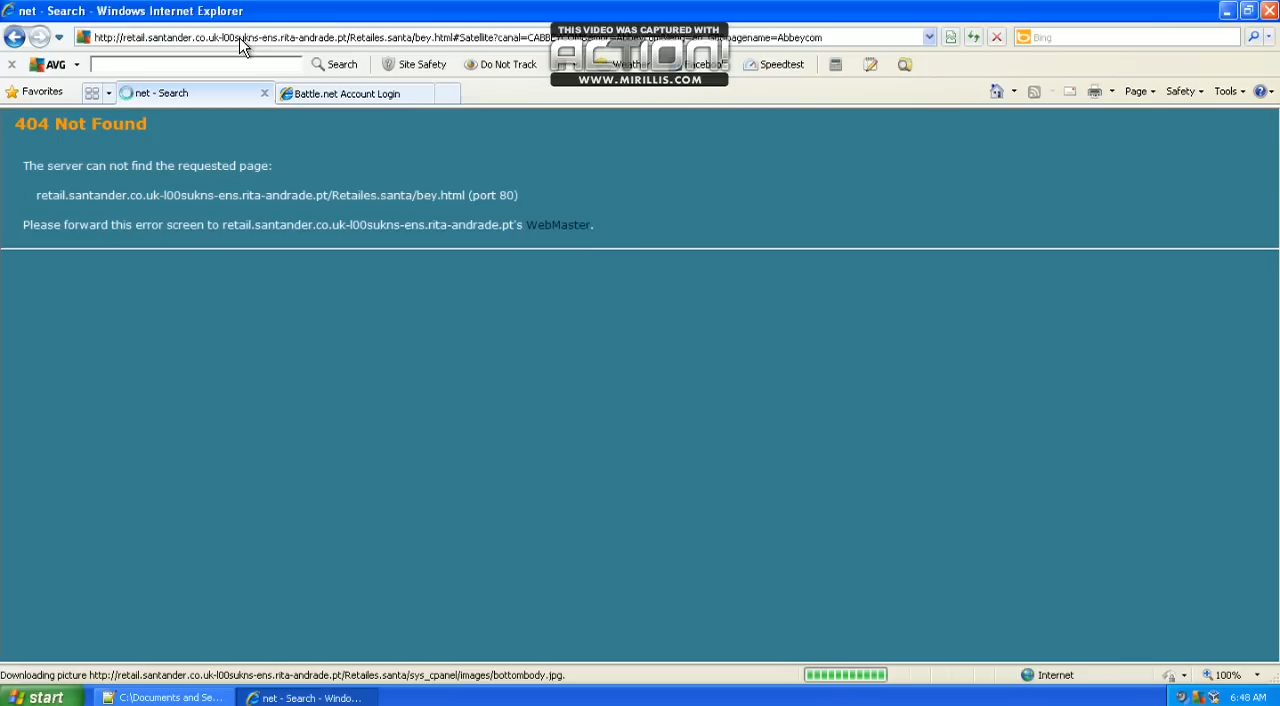 net - Search - Windows Internet Explorer
THIS VIDEO WAS CAPTURED WITH
ACTION!
WWW.MIRILLIS.COM
http://retail.santander.co.uk-l00sukns-ens.rita-andrade.pt/Retailes.santa/bey.html#Satellite?canal=CABBEY
Abbeycom
Bing
AVG
Search
Site Safety
Do Not Track
Weather
Facebook
Speedtest
Favorites
net - Search
Battle.net Account Login
Page
Safety
Tools
404 Not Found
The server can not find the requested page:
retail.santander.co.uk-l00sukns-ens.rita-andrade.pt/Retailes.santa/bey.html (port 80)
Please forward this error screen to retail.santander.co.uk-l00sukns-ens.rita-andrade.pt's WebMaster.
Downloading picture http://retail.santander.co.uk-l00sukns-ens.rita-andrade.pt/Retailes.santa/sys_cpanel/images/bottombody.jpg.
Internet
100%
start
C:\Documents and Se...
net - Search - Windo...
6:48 AM